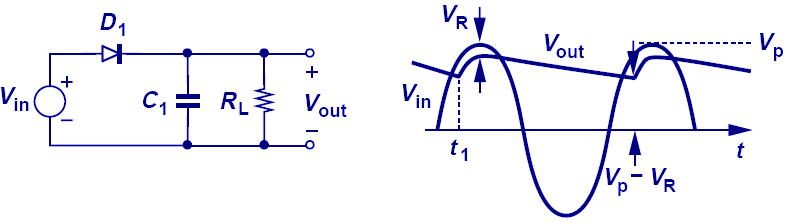 D1
Vin
+
−
C1
RL
+
Vout
−
VR
Vout
Vp
Vin
t1
t
Vp − VR